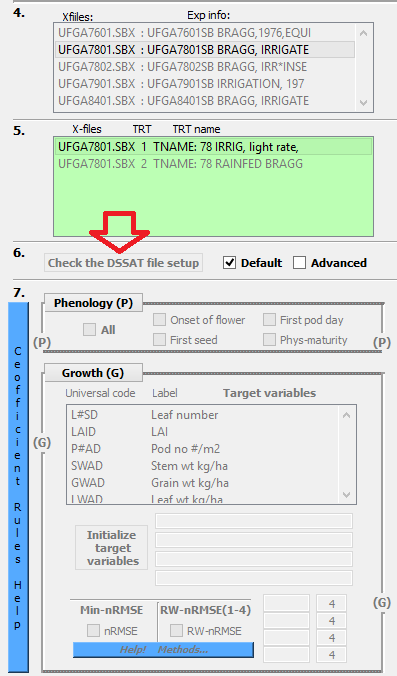 4.
Xfiles: Exp info:
UFGA7601.SBX : UFGA7601SB BRAGG,1976,EQUI
UFGA7801.SBX : UFGA7801SB BRAGG, IRRIGATE
UFGA7802.SBX : UFGA7802SB BRAGG, IRR*INSE
UFGA7901.SBX : UFGA7901SB IRRIGATION, 197
UFGA8401.SBX : UFGA8401SB BRAGG, IRRIGATE
5.
X-files TRT TRT name
UFGA7801.SBX 1 TNAME: 78 IRRIG, light rate,
UFGA7801.SBX 2 TNAME: 78 RAINFED BRAGG
6.
Check the DSSAT file setup Default Advanced
7.
Ceofficient Rules Help
Phenology (P)
All Onset of flower First pod day
First seed Phys-maturity
(P) (P)
Growth (G)
Universal code Label Target variables
L#SD Leaf number
LAID LAI
P#AD Pod no #/m2
SWAD Stem wt kg/ha
GWAD Grain wt kg/ha
LWAD Leaf wt kg/ha
(G)
Initialize
target
variables
Min-nRMSE RW-nRMSE(1-4)
nRMSE RW-nRMSE
Help! Methods...
4
4
4
4
(G)